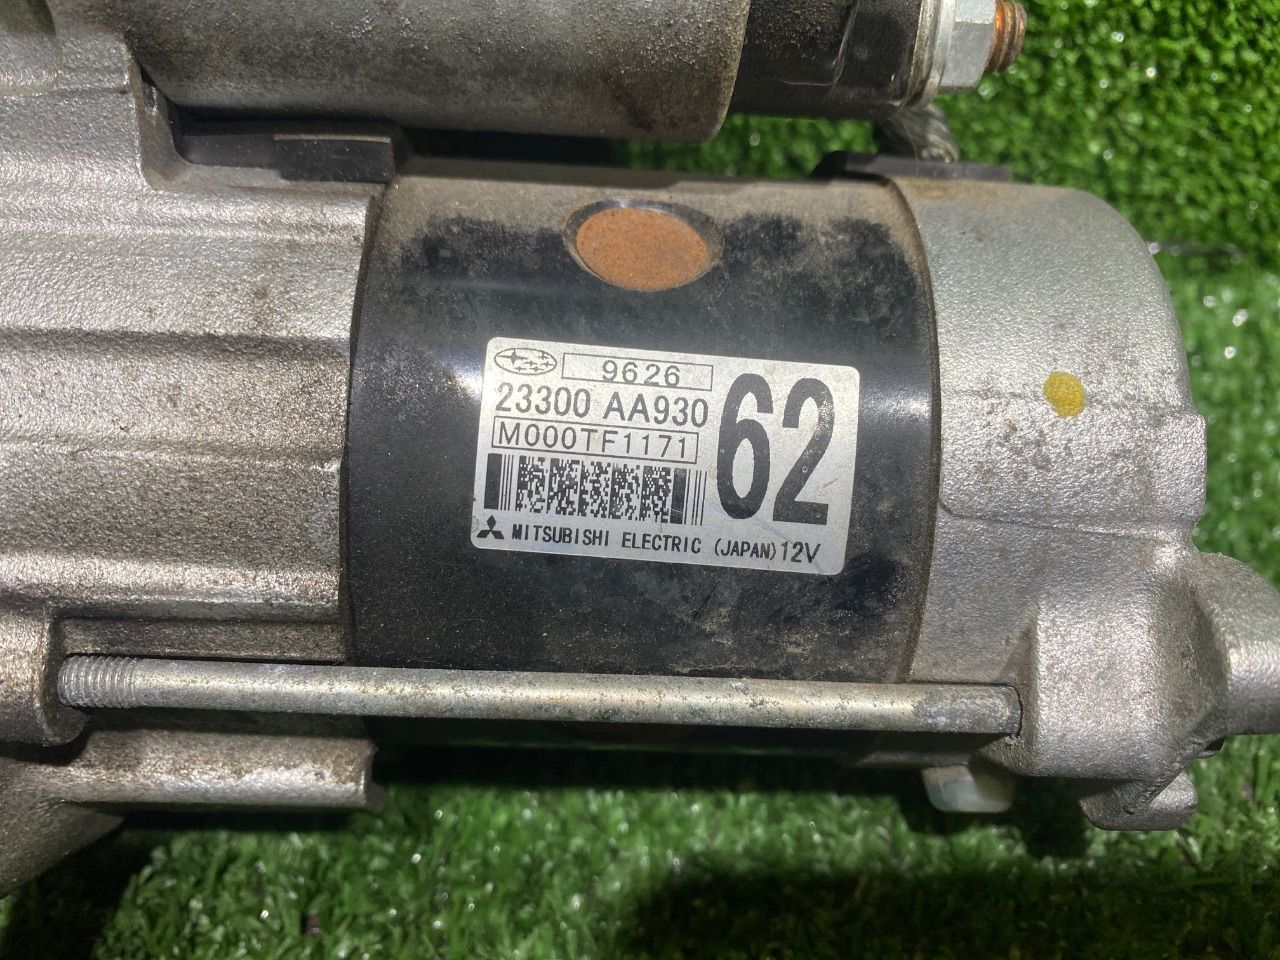 9626
23300 AA930
M000TF1171
62
MITSUBISHI ELECTRIC (JAPAN) 12V